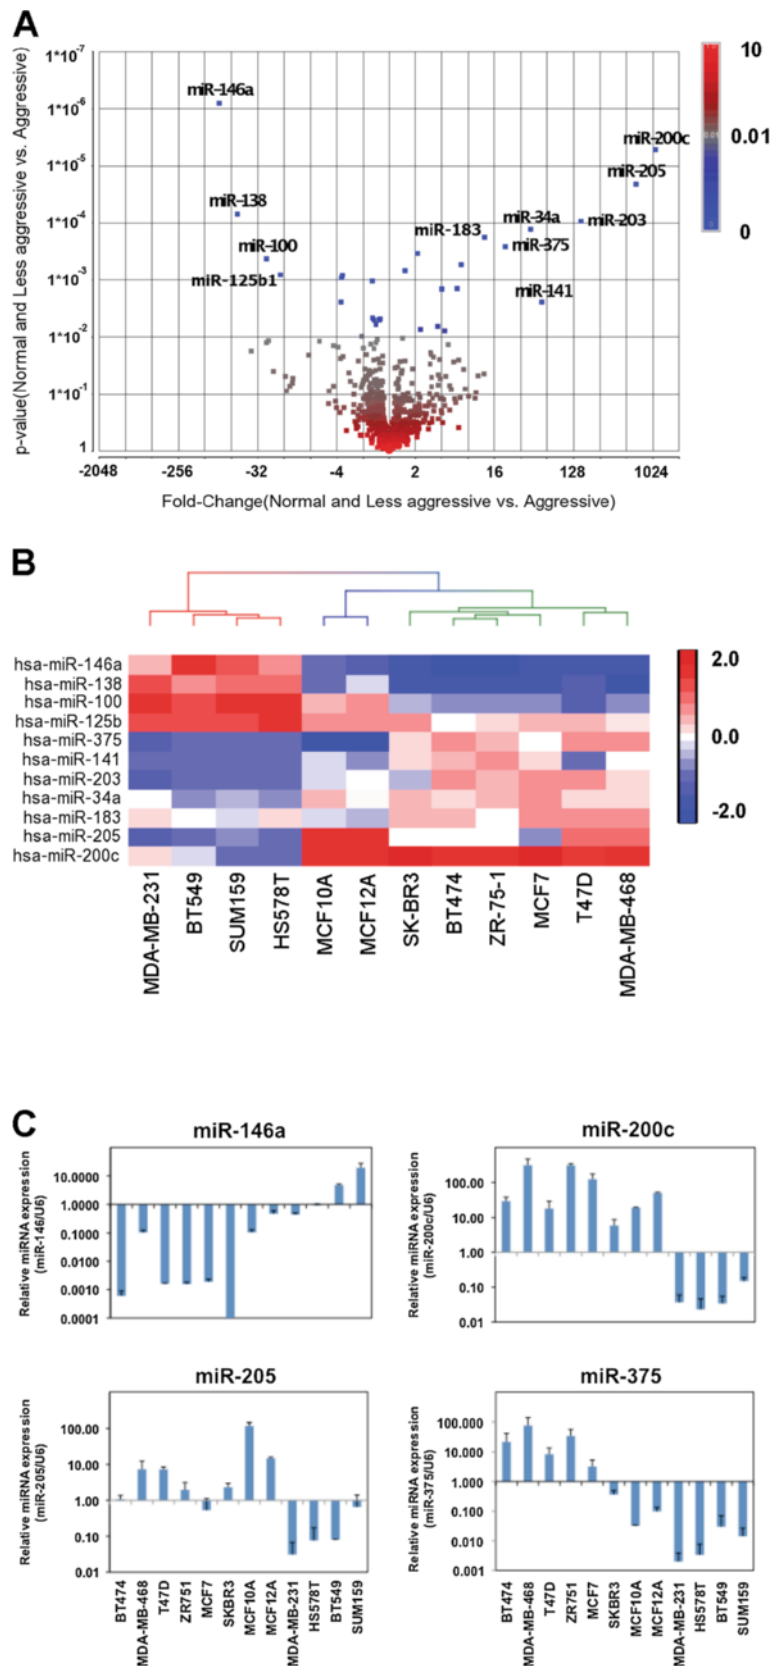 A
p-value(Normal and Less aggressive vs. Aggressive)
1*10-7
1*10-6
1*10-5
1*10-4
1*10-3
1*10-2
1*10-1
1
miR-146a
miR-138
miR-100
miR-125b1
miR-183
miR-34a
miR-375
miR-141
miR-203
miR-205
miR-200c
10
0.01
0
-2048 -256 -32 -4 2 16 128 1024
Fold-Change(Normal and Less aggressive vs. Aggressive)
B
hsa-miR-146a
hsa-miR-138
hsa-miR-100
hsa-miR-125b
hsa-miR-375
hsa-miR-141
hsa-miR-203
hsa-miR-34a
hsa-miR-183
hsa-miR-205
hsa-miR-200c
2.0
0.0
-2.0
MDA-MB-231
BT549
SUM159
HS578T
MCF10A
MCF12A
SK-BR3
BT474
ZR-75-1
MCF7
T47D
MDA-MB-468
C
miR-146a
Relative miRNA expression
(miR-146/U6)
10.0000
1.0000
0.1000
0.0100
0.0010
0.0001
miR-200c
Relative miRNA expression
(miR-200c/U6)
100.00
10.00
1.00
0.10
0.01
miR-205
Relative miRNA expression
(miR-205/U6)
100.00
10.00
1.00
0.10
0.01
BT474
MDA-MB-468
T47D
ZR751
MCF7
SKBR3
MCF10A
MCF12A
MDA-MB-231
HS578T
BT549
SUM159
miR-375
Relative miRNA expression
(miR-375/U6)
100.000
10.000
1.000
0.100
0.010
0.001
BT474
MDA-MB-468
T47D
ZR751
MCF7
SKBR3
MCF10A
MCF12A
MDA-MB-231
HS578T
BT549
SUM159